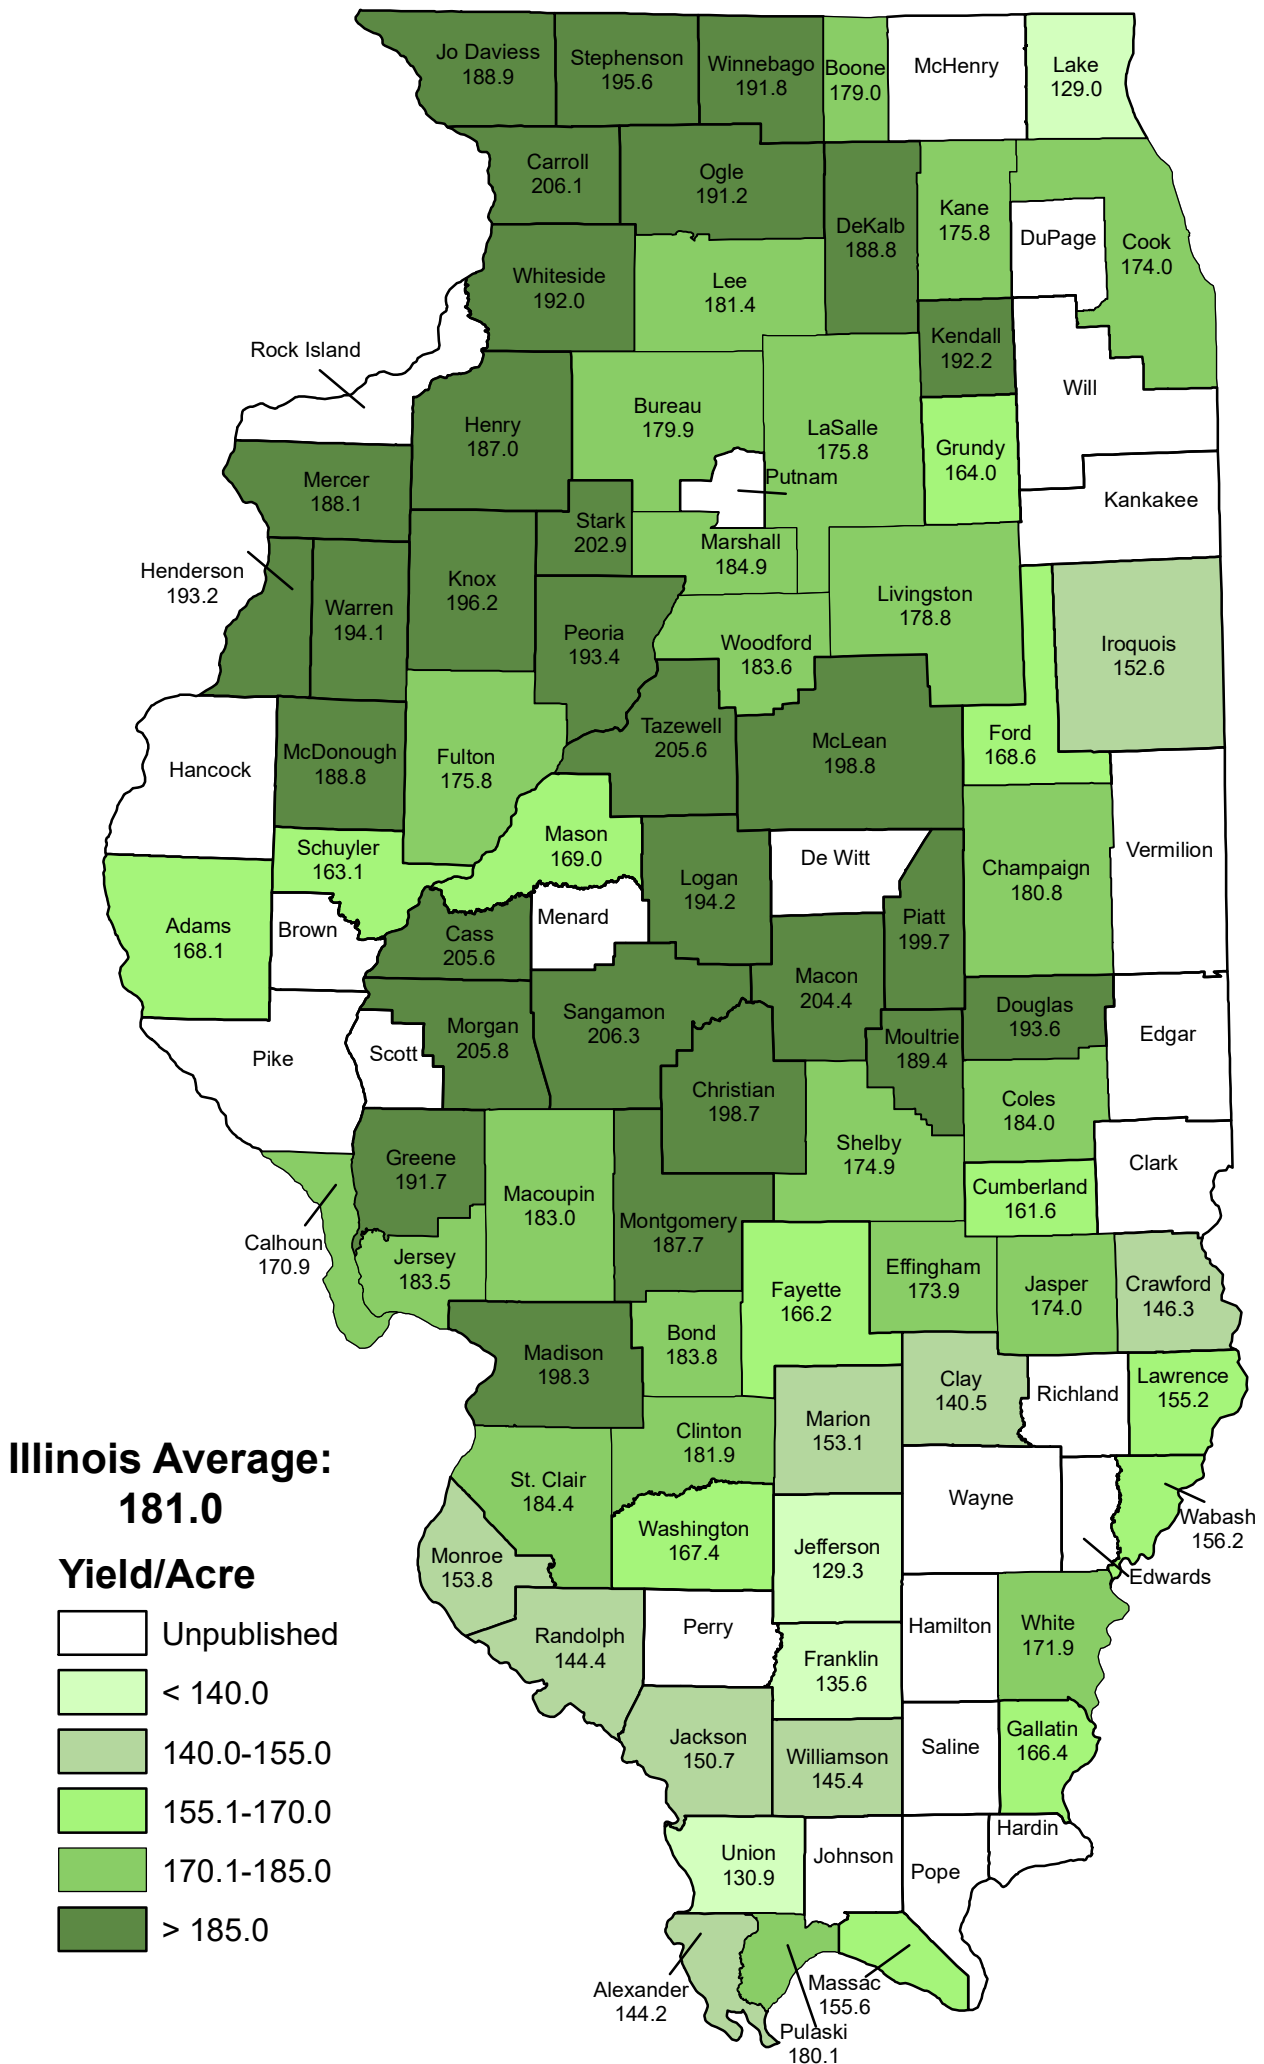 Jo Daviess
188.9
Stephenson
195.6
Winnebago
191.8
Boone
179.0
McHenry
Lake
129.0
Carroll
206.1
Ogle
191.2
DeKalb
188.8
Kane
175.8
DuPage
Cook
174.0
Whiteside
192.0
Lee
181.4
Kendall
192.2
Rock Island
Will
Henry
187.0
Bureau
179.9
LaSalle
175.8
Grundy
164.0
Putnam
Mercer
188.1
Kankakee
Stark
202.9
Marshall
184.9
Henderson
193.2
Warren
194.1
Knox
196.2
Peoria
193.4
Livingston
178.8
Woodford
183.6
Iroquois
152.6
Hancock
McDonough
188.8
Fulton
175.8
Tazewell
205.6
McLean
198.8
Ford
168.6
Schuyler
163.1
Mason
169.0
Logan
194.2
De Witt
Champaign
180.8
Vermilion
Adams
168.1
Brown
Cass
205.6
Menard
Piatt
199.7
Macon
204.4
Pike
Scott
Morgan
205.8
Sangamon
206.3
Moultrie
189.4
Douglas
193.6
Edgar
Christian
198.7
Coles
184.0
Greene
191.7
Macoupin
183.0
Montgomery
187.7
Shelby
174.9
Cumberland
161.6
Clark
Calhoun
170.9
Jersey
183.5
Fayette
166.2
Effingham
173.9
Jasper
174.0
Crawford
146.3
Madison
198.3
Bond
183.8
Clay
140.5
Richland
Lawrence
155.2
Marion
153.1
Clinton
181.9
St. Clair
184.4
Wayne
Wabash
156.2
Edwards
Monroe
153.8
Washington
167.4
Jefferson
129.3
Randolph
144.4
Perry
Franklin
135.6
Hamilton
White
171.9
Jackson
150.7
Williamson
145.4
Saline
Gallatin
166.4
Union
130.9
Johnson
Pope
Hardin
Alexander
144.2
Massac
155.6
Pulaski
180.1
Illinois Average:
181.0
Yield/Acre
Unpublished
< 140.0
140.0-155.0
155.1-170.0
170.1-185.0
> 185.0